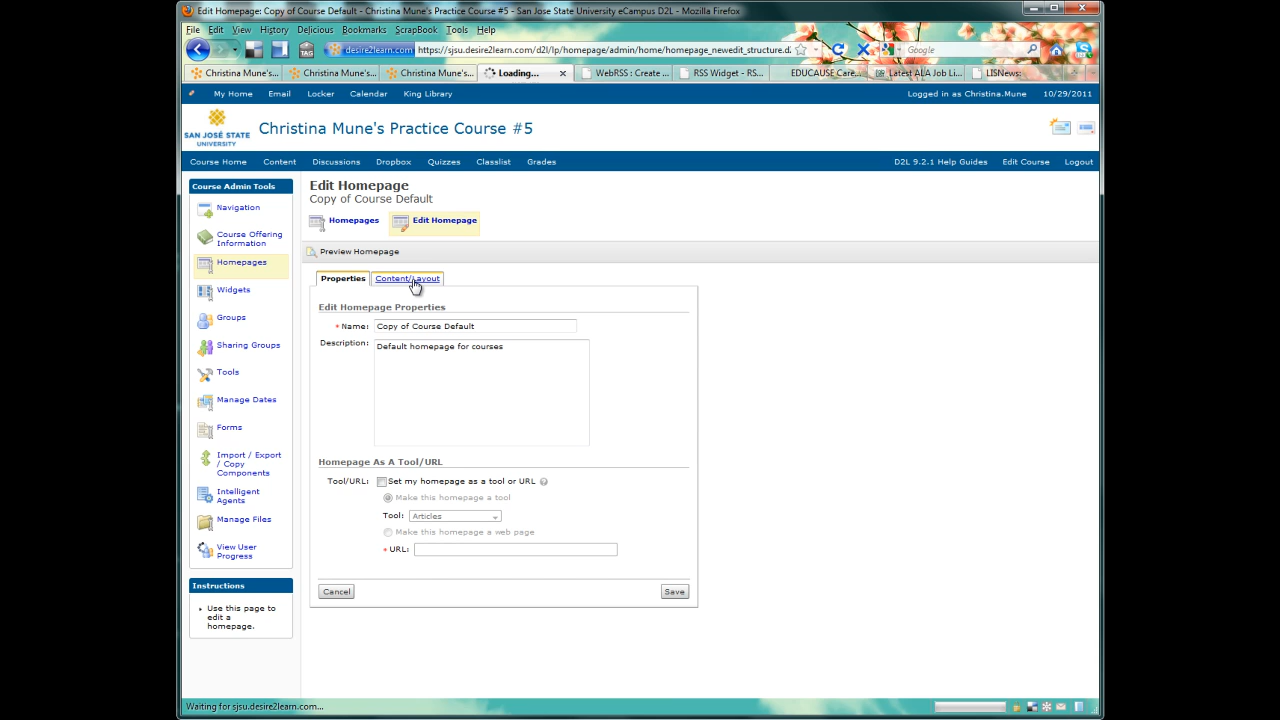 Edit Homepage: Copy of Course Default - Christina Mune's Practice Course #5 - San Jose State University eCampus D2L - Mozilla Firefox
File Edit View History Delicious Bookmarks ScrapBook Tools Help
TAG desire2learn.com https://sjsu.desire2learn.com/d2l/lp/homepage/admin/home/homepage_newedit_structure.d2 Google
Christina Mune's... Christina Mune's... Christina Mune's... Loading... WebRSS : Create ... RSS Widget - RS... EDUCAUSE Care... Latest ALA Job Li... LISNews:
My Home Email Locker Calendar King Library Logged in as Christina.Mune 10/29/2011
SAN JOSÉ STATE
UNIVERSITY
Christina Mune's Practice Course #5
Course Home Content Discussions Dropbox Quizzes Classlist Grades D2L 9.2.1 Help Guides Edit Course Logout
Course Admin Tools
Navigation
Course Offering
Information
Homepages
Widgets
Groups
Sharing Groups
Tools
Manage Dates
Forms
Import / Export
/ Copy
Components
Intelligent
Agents
Manage Files
View User
Progress
Instructions
Use this page to
edit a
homepage.
Edit Homepage
Copy of Course Default
Homepages Edit Homepage
Preview Homepage
Properties Content/Layout
Edit Homepage Properties
* Name: Copy of Course Default
Description: Default homepage for courses
Homepage As A Tool/URL
Tool/URL: Set my homepage as a tool or URL
Make this homepage a tool
Tool: Articles
Make this homepage a web page
* URL:
Cancel Save
Waiting for sjsu.desire2learn.com...